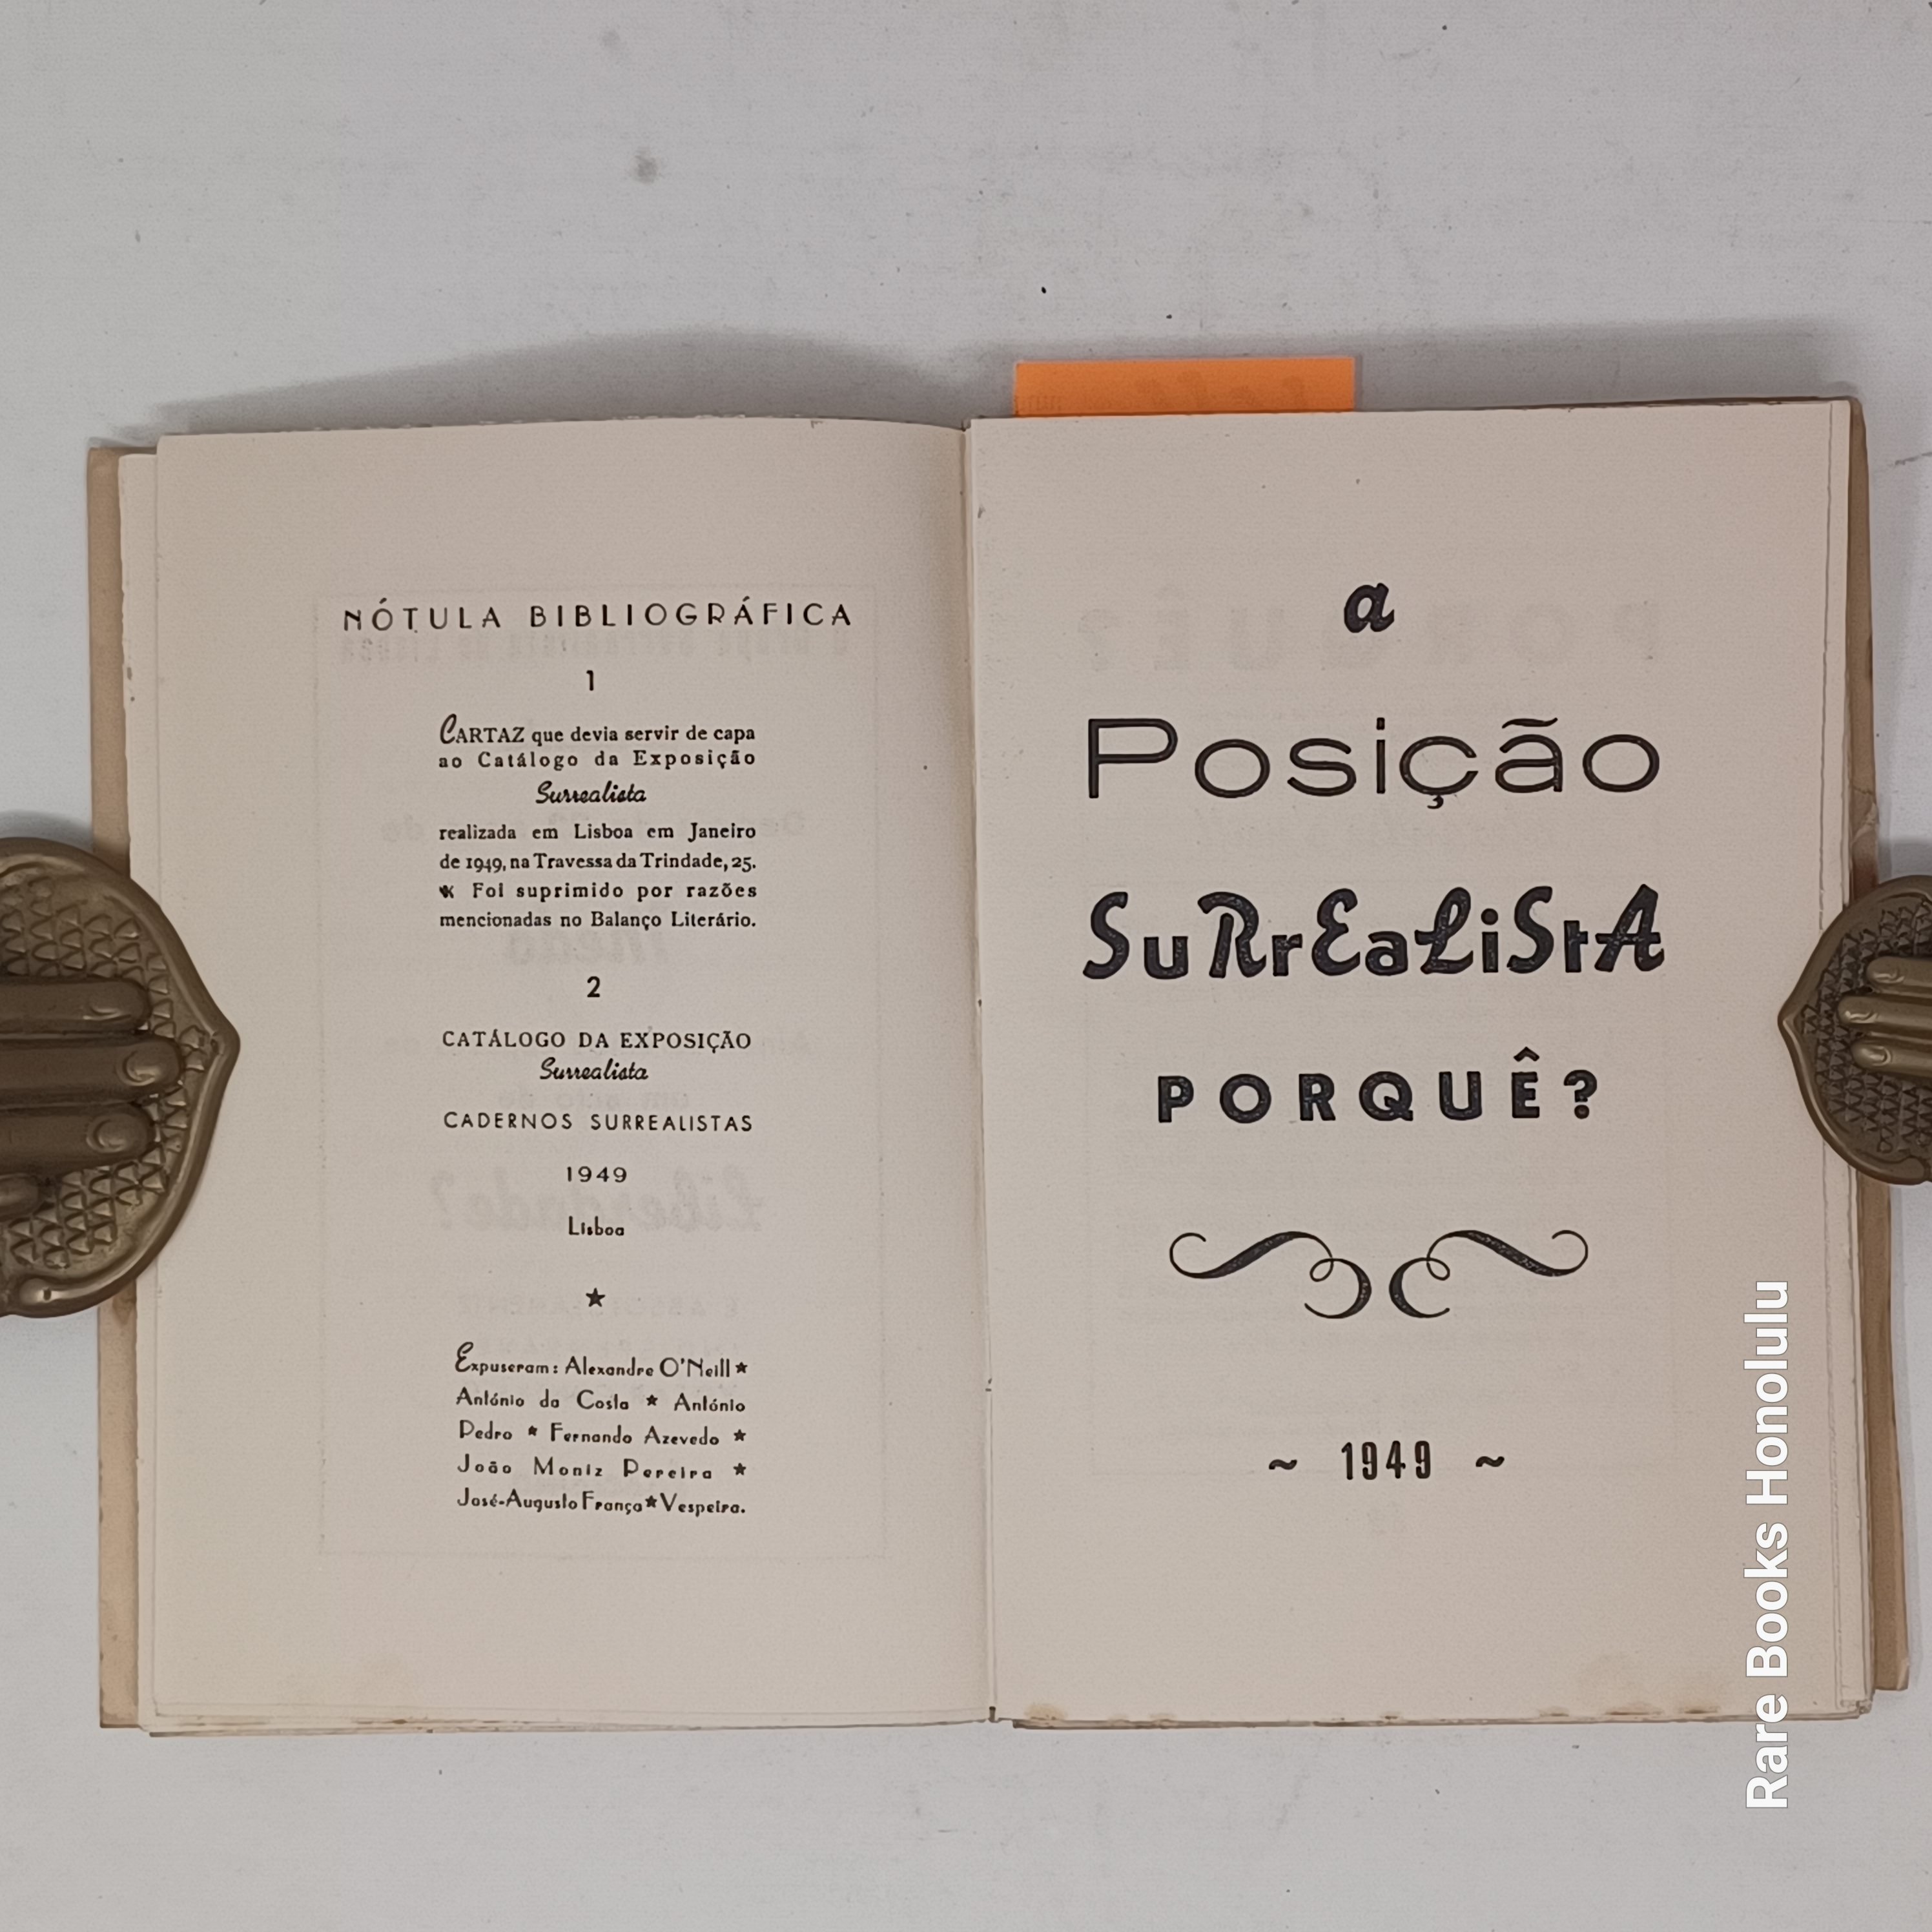 NÓTULA BIBLIOGRÁFICA
1
CARTAZ que devia servir de capa
ao Catálogo da Exposição
Surrealista
realizada em Lisboa em Janeiro
de 1949, na Travessa da Trindade, 25.
Foi suprimido por razões
mencionadas no Balanço Literário.
2
CATÁLOGO DA EXPOSIÇÃO
Surrealista
CADERNOS SURREALISTAS
1949
Lisboa
★
Expuseram: Alexandre O'Neill ★
António da Costa ★ António
Pedro ★ Fernando Azevedo ★
João Moniz Pereira ★
José-Augusto França ★ Vespeira.
a
Posição
SuRrEaLiStA
PORQUÊ?
~ 1949 ~
Rare Books Honolulu